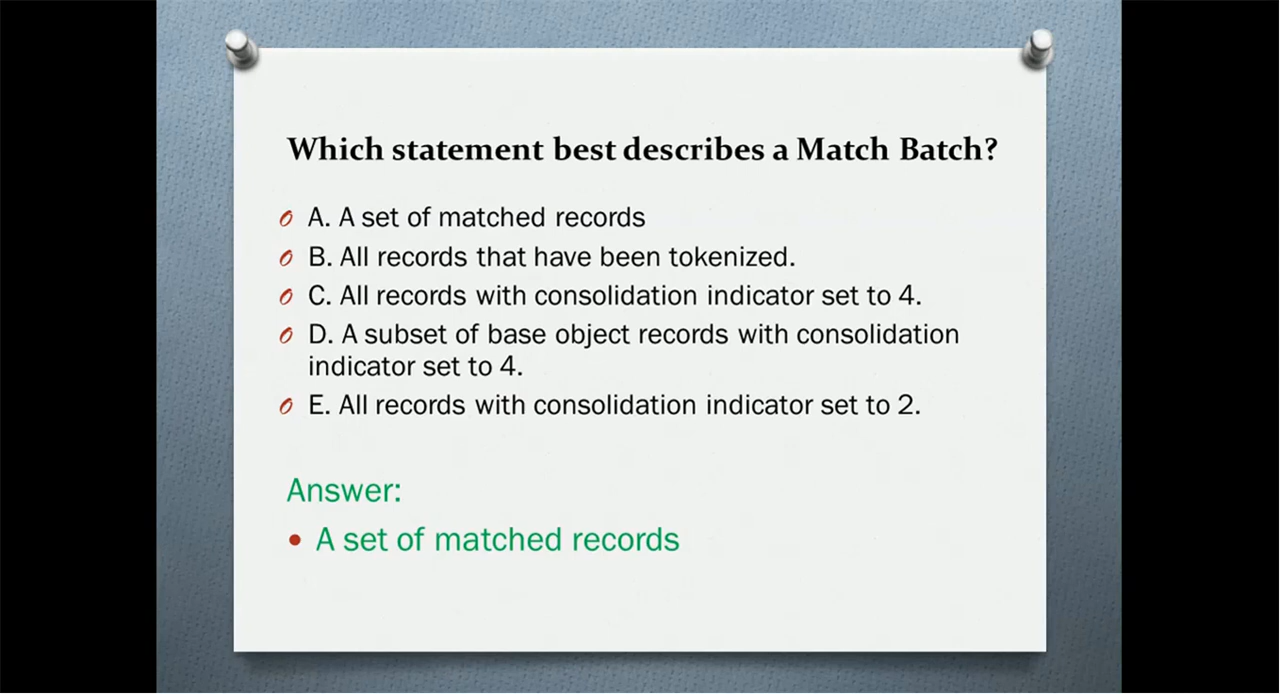 Which statement best describes a Match Batch?
A. A set of matched records
B. All records that have been tokenized.
C. All records with consolidation indicator set to 4.
D. A subset of base object records with consolidation
indicator set to 4.
E. All records with consolidation indicator set to 2.
Answer:
• A set of matched records